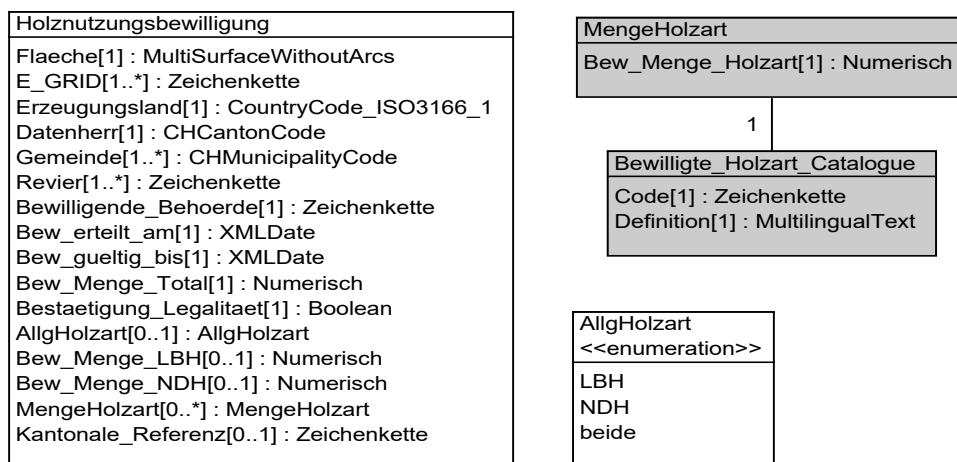 Holznutzungsbewilligung
Flaeche[1] : MultiSurfaceWithoutArcs
E_GRID[1..*] : Zeichenkette
Erzeugungsland[1] : CountryCode_ISO3166_1
Datenherr[1] : CHCantonCode
Gemeinde[1..*] : CHMunicipalityCode
Revier[1..*] : Zeichenkette
Bewilligende_Behoerde[1] : Zeichenkette
Bew_erteilt_am[1] : XMLDate
Bew_gueltig_bis[1] : XMLDate
Bew_Menge_Total[1] : Numerisch
Bestaetigung_Legalitaet[1] : Boolean
AllgHolzart[0..1] : AllgHolzart
Bew_Menge_LBH[0..1] : Numerisch
Bew_Menge_NDH[0..1] : Numerisch
MengeHolzart[0..*] : MengeHolzart
Kantonale_Referenz[0..1] : Zeichenkette
MengeHolzart
Bew_Menge_Holzart[1] : Numerisch
1
Bewilligte_Holzart_Catalogue
Code[1] : Zeichenkette
Definition[1] : MultilingualText
AllgHolzart
<<enumeration>>
LBH
NDH
beide